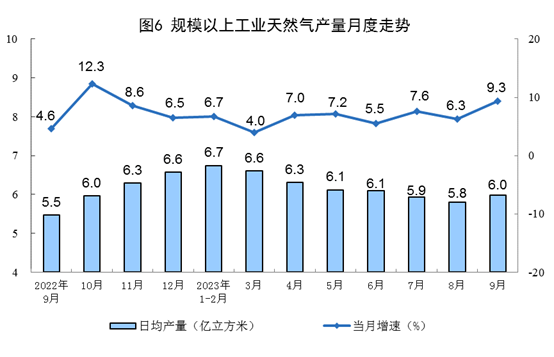 图6 规模以上工业天然气产量月度走势
10
9
8
7
6
5
4
20
10
0
-10
-20
4.6
12.3
8.6
6.5
6.7
4.0
7.0
7.2
5.5
7.6
6.3
9.3
5.5
6.0
6.3
6.6
6.7
6.6
6.3
6.1
6.1
5.9
5.8
6.0
2022年
9月
10月
11月
12月
2023年
1-2月
3月
4月
5月
6月
7月
8月
9月
日均产量（亿立方米）
当月增速（%）